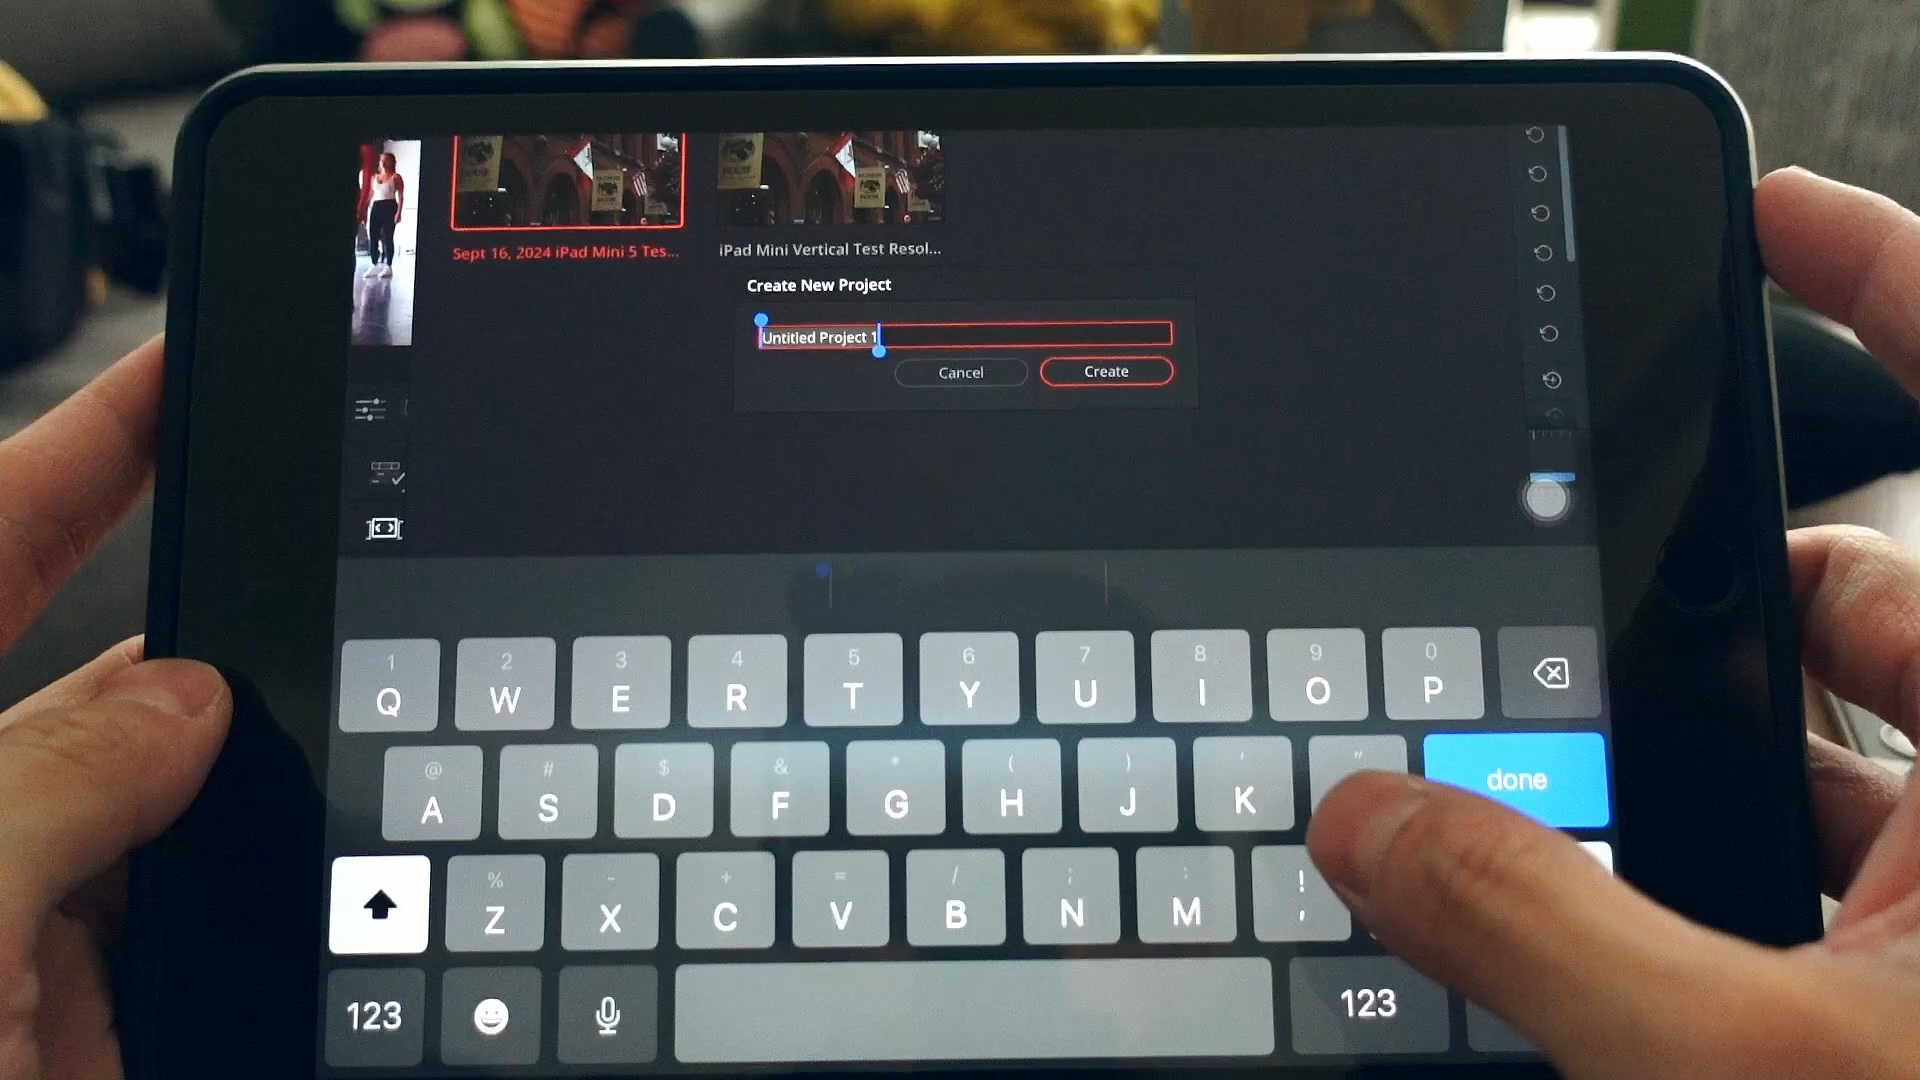 Sept 16, 2024 iPad Mini 5 Tes...
iPad Mini Vertical Test Resol...
Create New Project
Untitled Project 1
Cancel
Create
1 2 3 4 5 6 7 8 9 0
Q W E R T Y U I O P
@ # $ & * ( ) ' "
A S D F G H J K
done
% - + = / ; : !
Z X C V B N M ,
123
123